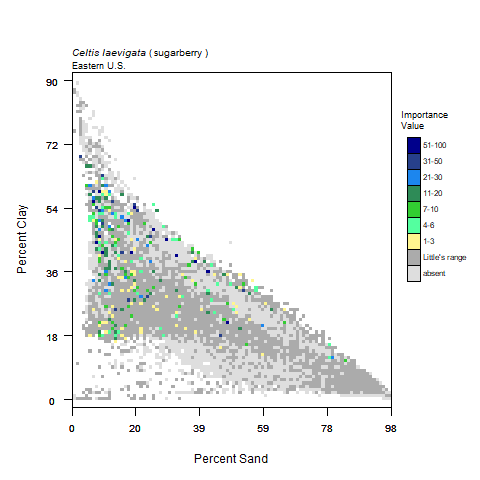 Celtis laevigata ( sugarberry )
Eastern U.S.
90
72
54
36
18
0
Percent Clay
0
20
39
59
78
98
Percent Sand
Importance
Value
51-100
31-50
21-30
11-20
7-10
4-6
1-3
Little's range
absent